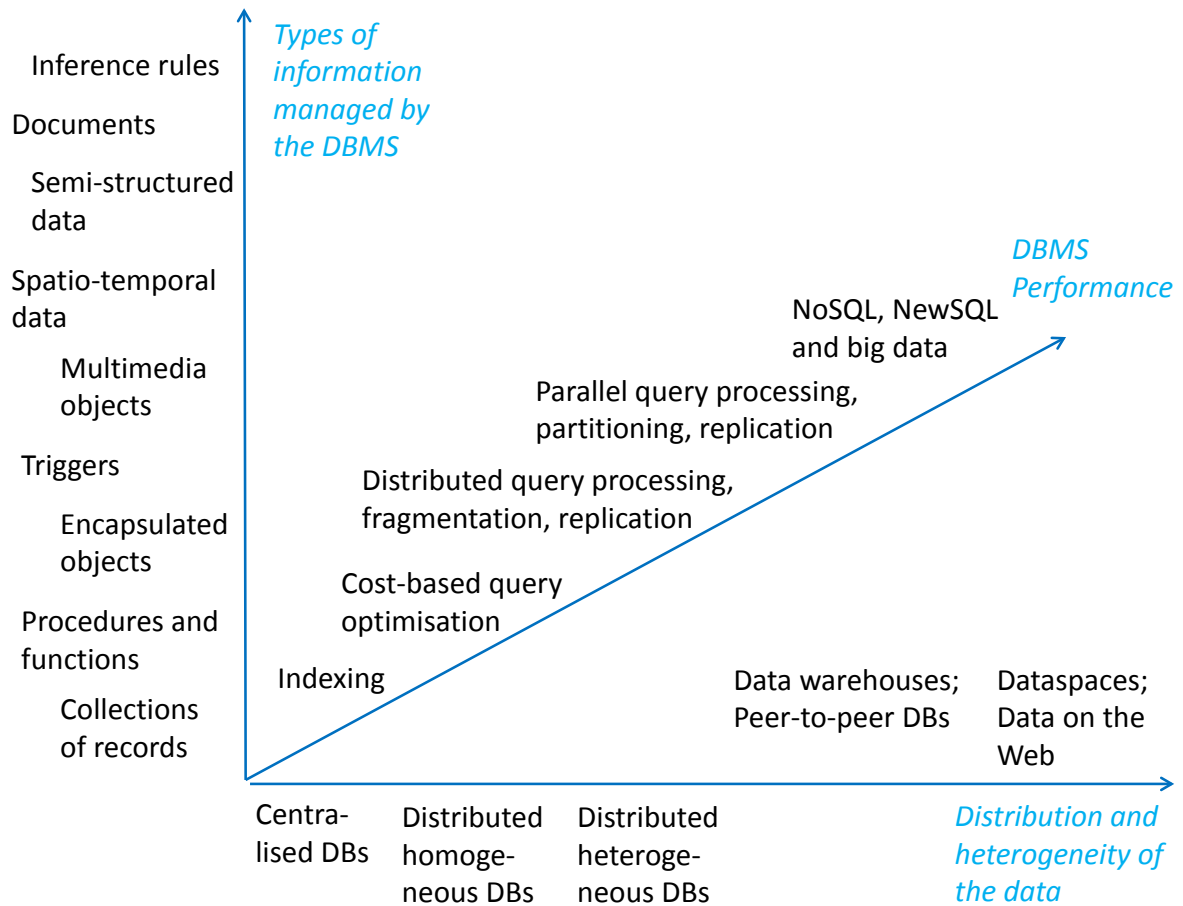 Types of
information
managed by
the DBMS
Inference rules
Documents
Semi-structured
data
Spatio-temporal
data
Multimedia
objects
Triggers
Encapsulated
objects
Procedures and
functions
Collections
of records
DBMS
Performance
NoSQL, NewSQL
and big data
Parallel query processing,
partitioning, replication
Distributed query processing,
fragmentation, replication
Cost-based query
optimisation
Indexing
Data warehouses;
Peer-to-peer DBs
Dataspaces;
Data on the
Web
Centra-
lised DBs
Distributed
homoge-
neous DBs
Distributed
heteroge-
neous DBs
Distribution and
heterogeneity of
the data